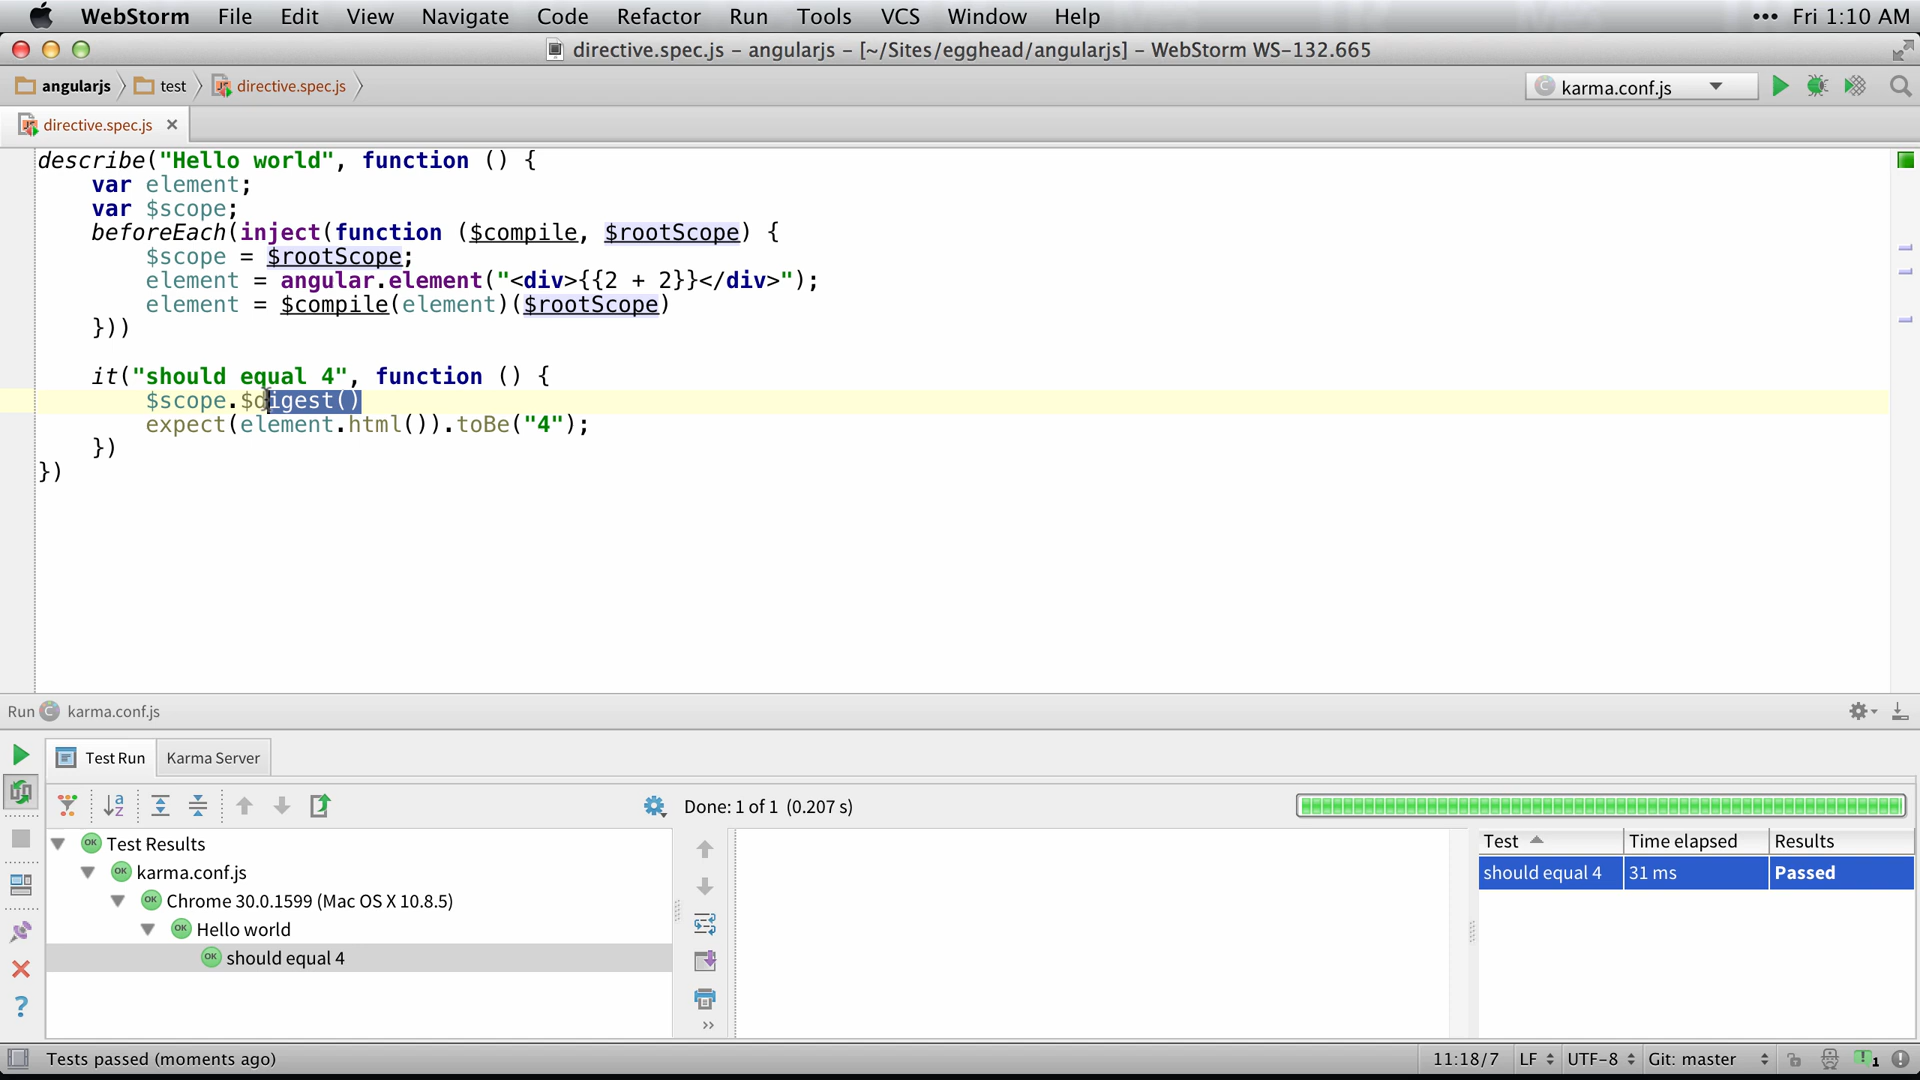 WebStorm File Edit View Navigate Code Refactor Run Tools VCS Window Help ••• Fri 1:10 AM
directive.spec.js – angularjs – [~/Sites/egghead/angularjs] – WebStorm WS-132.665
angularjs test directive.spec.js karma.conf.js
directive.spec.js
describe("Hello world", function () {
    var element;
    var $scope;
    beforeEach(inject(function ($compile, $rootScope) {
        $scope = $rootScope;
        element = angular.element("<div>{{2 + 2}}</div>");
        element = $compile(element)($rootScope)
    }))
    it("should equal 4", function () {
        $scope.$digest()
        expect(element.html()).toBe("4");
    })
})
Run karma.conf.js
Test Run Karma Server
Done: 1 of 1 (0.207 s)
Test Results
karma.conf.js
Chrome 30.0.1599 (Mac OS X 10.8.5)
Hello world
should equal 4
Test Time elapsed Results
should equal 4 31 ms Passed
Tests passed (moments ago) 11:18/7 LF UTF-8 Git: master 1